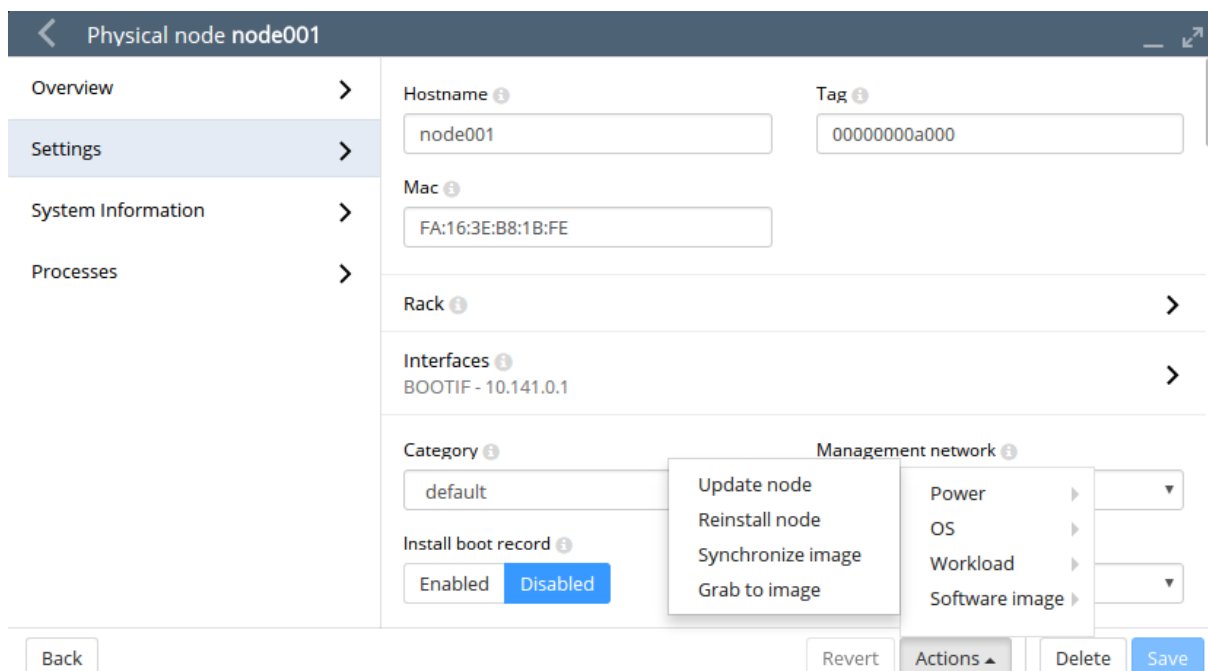 Physical node node001
Overview
Settings
System Information
Processes
Hostname
Tag
node001
00000000a000
Mac
FA:16:3E:B8:1B:FE
Rack
Interfaces
BOOTIF - 10.141.0.1
Category
Management network
default
Install boot record
Enabled
Disabled
Update node
Reinstall node
Synchronize image
Grab to image
Power
OS
Workload
Software image
Back
Revert
Actions
Delete
Save